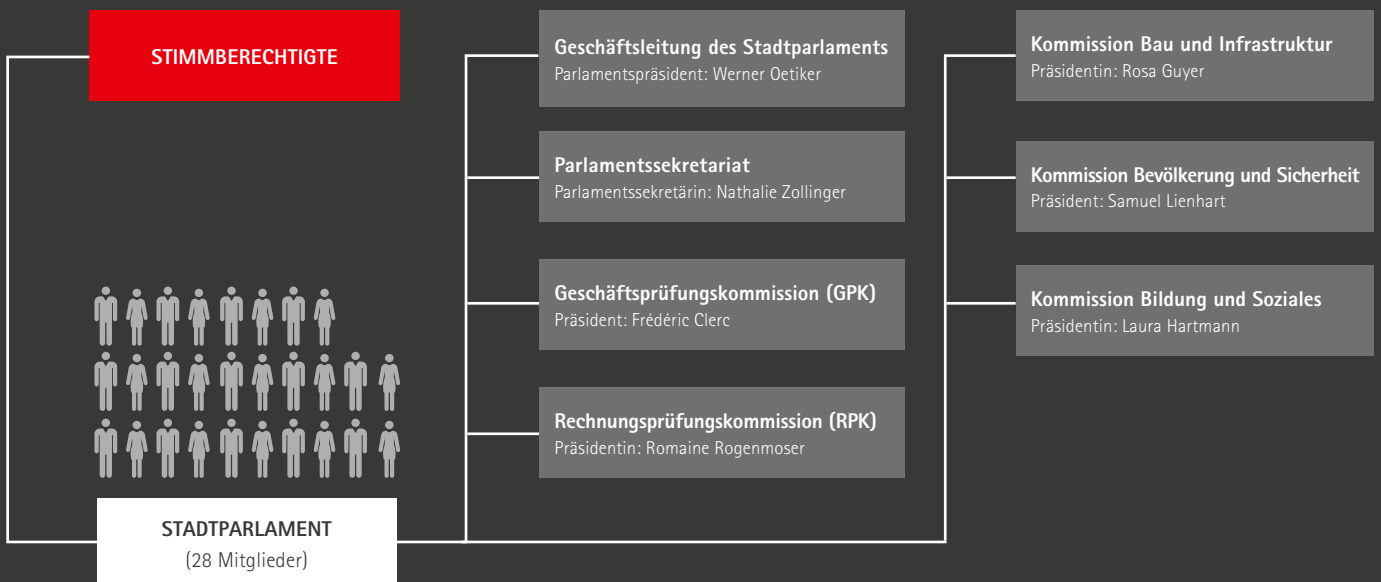 STIMMBERECHTIGTE
STADTPARLAMENT
(28 Mitglieder)
Geschäftsleitung des Stadtparlaments
Parlamentspräsident: Werner Oetiker
Parlamentssekretariat
Parlamentssekretärin: Nathalie Zollinger
Geschäftsprüfungskommission (GPK)
Präsident: Frédéric Clerc
Rechnungsprüfungskommission (RPK)
Präsidentin: Romaine Rogenmoser
Kommission Bau und Infrastruktur
Präsidentin: Rosa Guyer
Kommission Bevölkerung und Sicherheit
Präsident: Samuel Lienhart
Kommission Bildung und Soziales
Präsidentin: Laura Hartmann